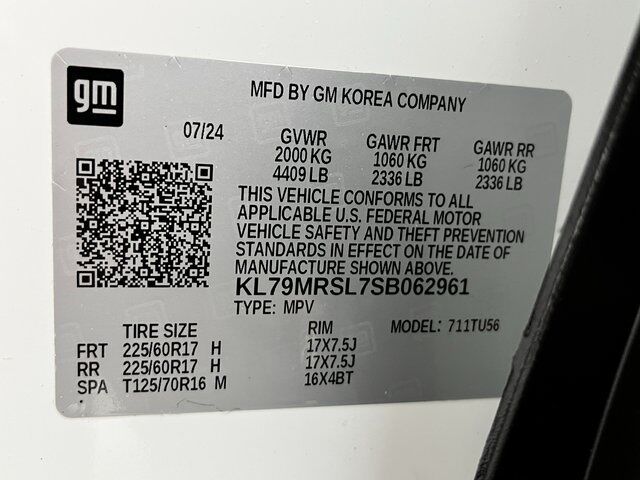 gm
MFD BY GM KOREA COMPANY
07/24 GVWR GAWR FRT GAWR RR
2000 KG 1060 KG 1060 KG
4409 LB 2336 LB 2336 LB
THIS VEHICLE CONFORMS TO ALL
APPLICABLE U.S. FEDERAL MOTOR
VEHICLE SAFETY AND THEFT PREVENTION
STANDARDS IN EFFECT ON THE DATE OF
MANUFACTURE SHOWN ABOVE.
KL79MRSL7SB062961
TYPE: MPV
TIRE SIZE RIM MODEL: 711TU56
FRT 225/60R17 H 17X7.5J
RR 225/60R17 H 17X7.5J
SPA T125/70R16 M 16X4BT